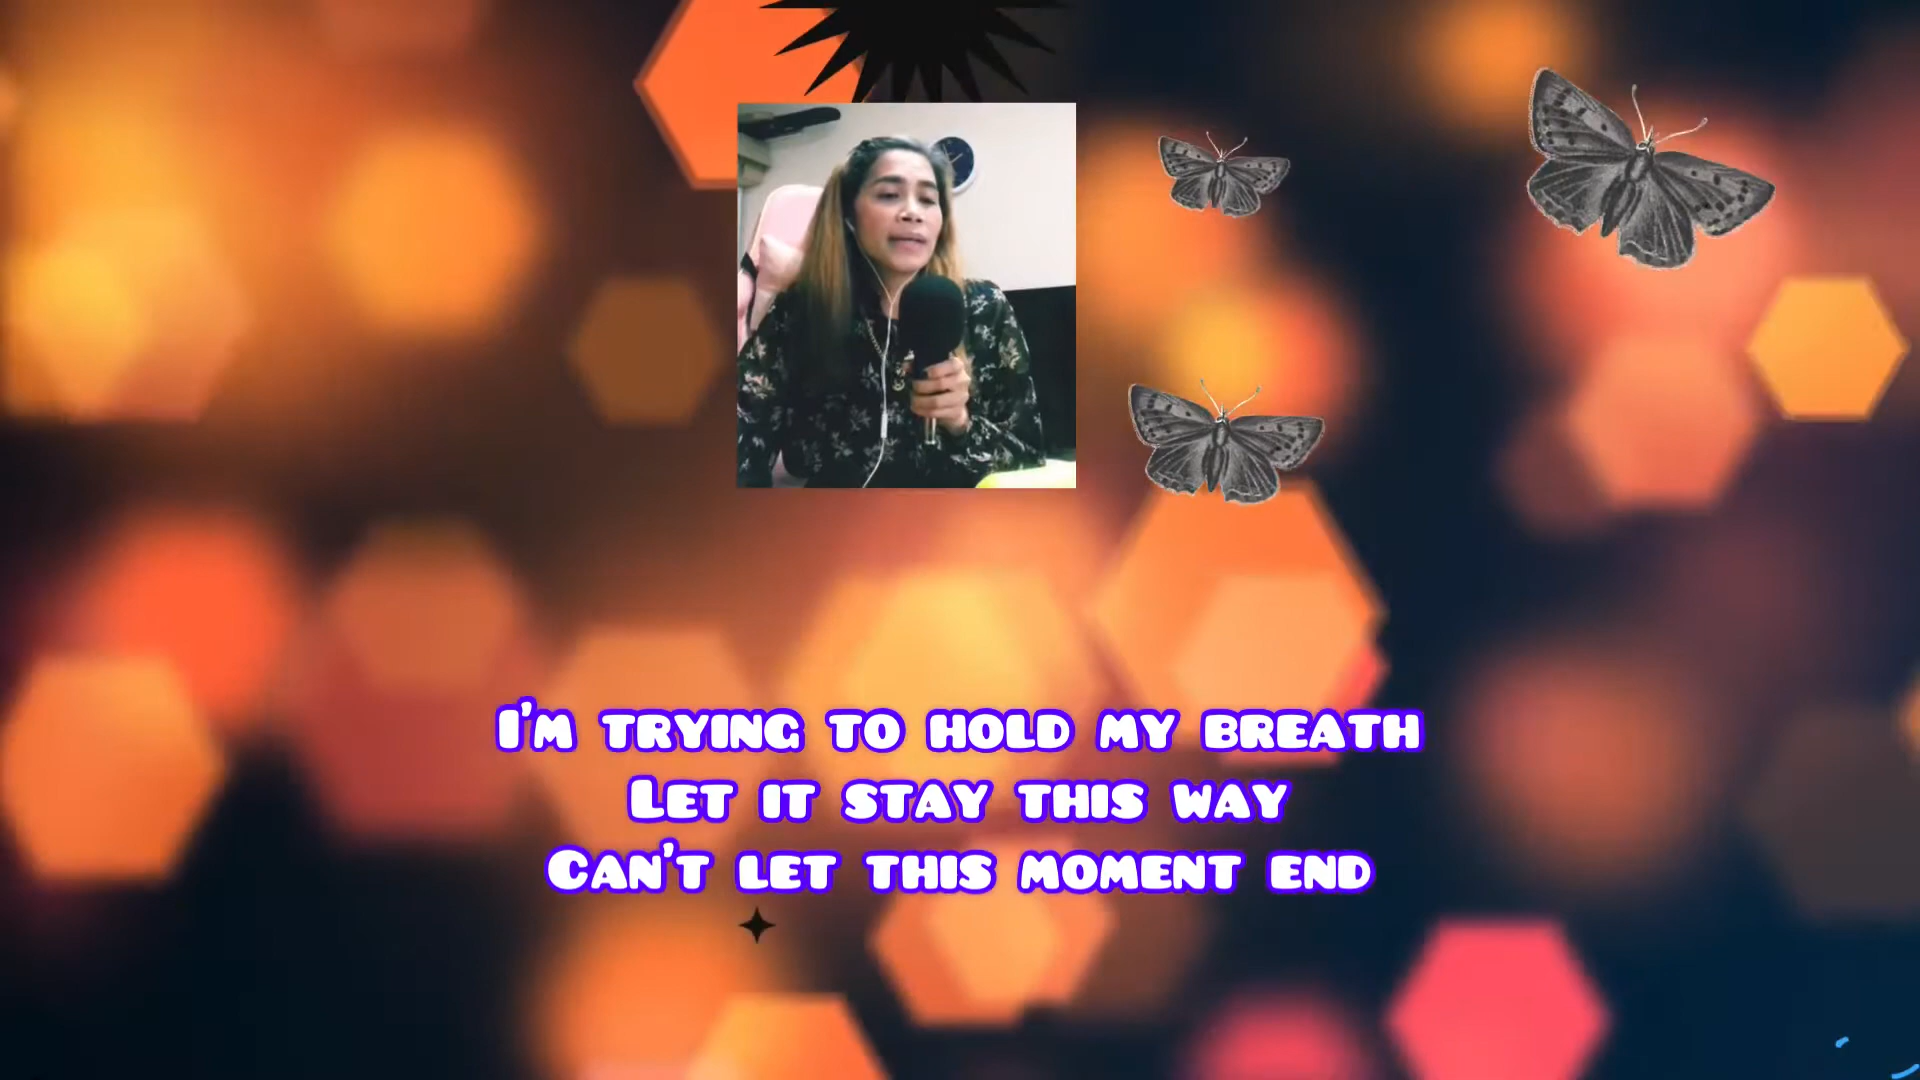 I'm trying to hold my breath
Let it stay this way
Can't let this moment end